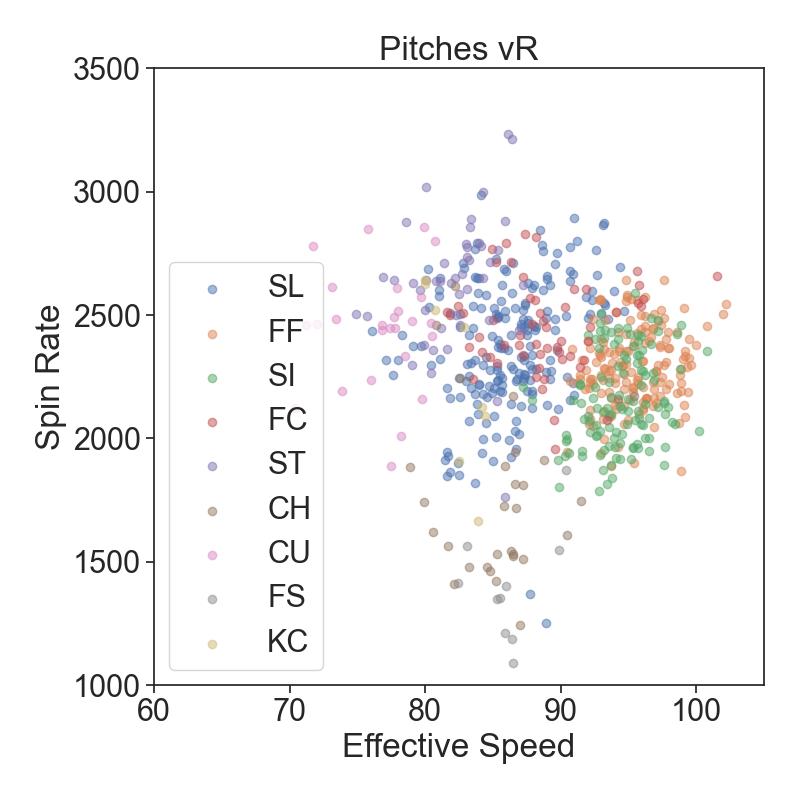 Pitches vR
3500
3000
2500
2000
1500
1000
Spin Rate
SL
FF
SI
FC
ST
CH
CU
FS
KC
60 70 80 90 100
Effective Speed